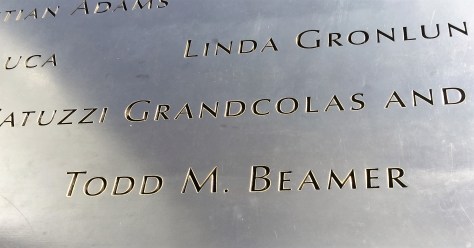 TIAN ADAMS
UCA LINDA GRONLUN
ATUZZI GRANDCOLAS AND
TODD M. BEAMER